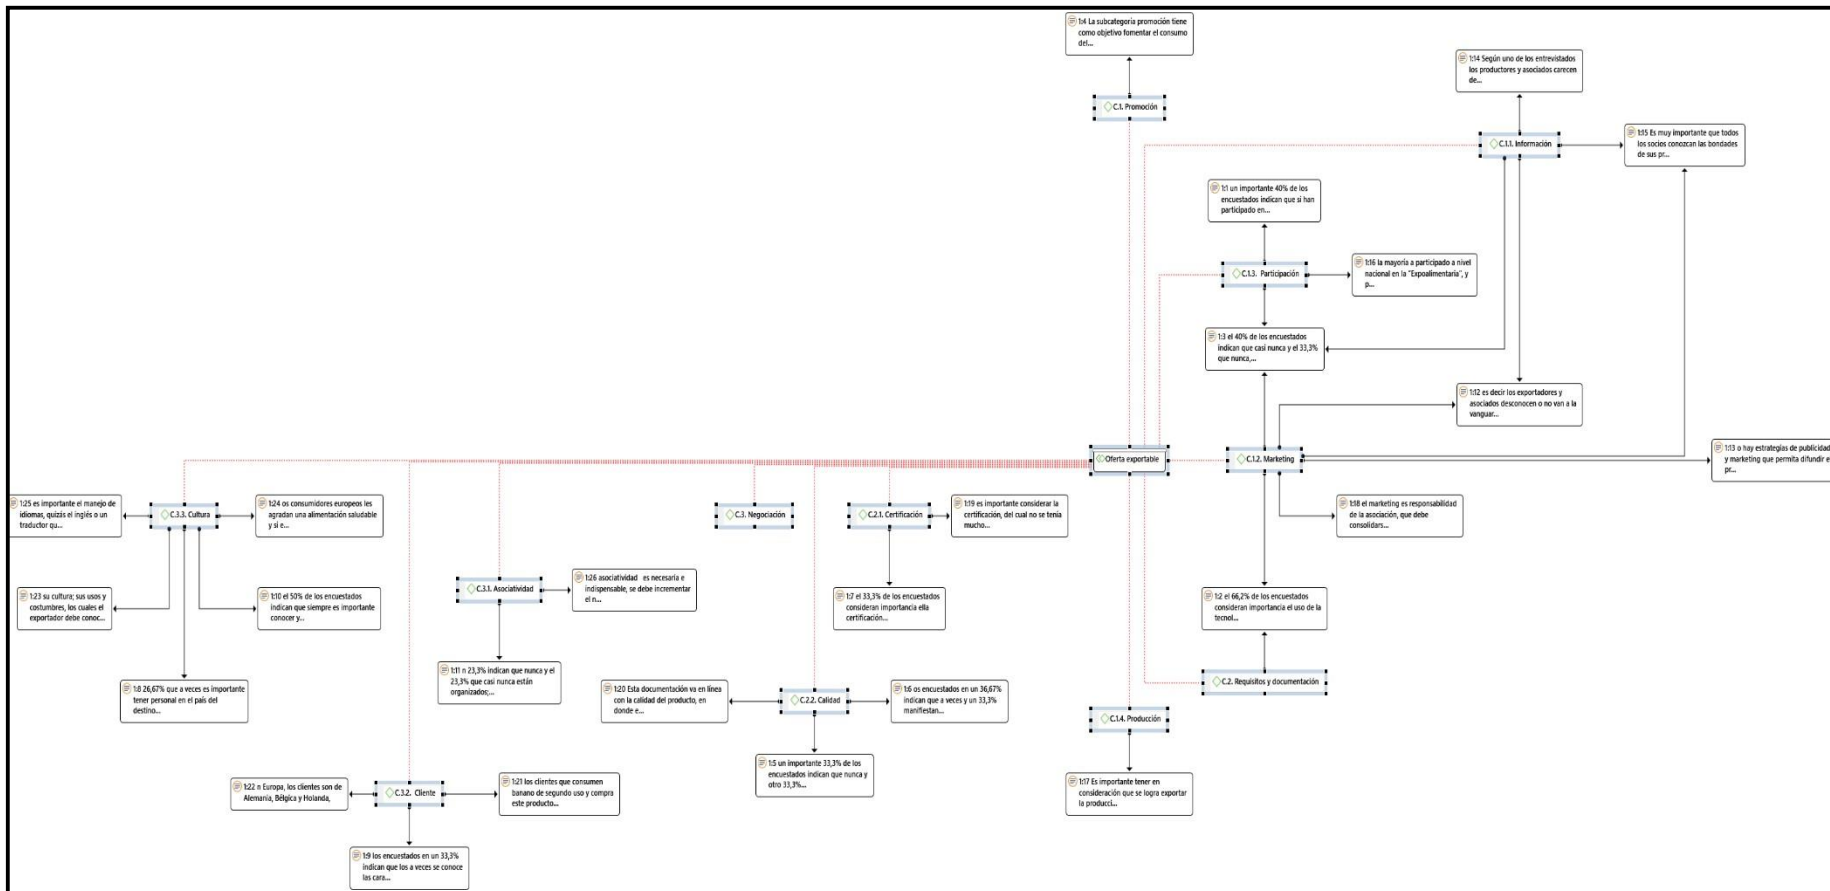 1:4 La subcategoría promoción tiene
como objetivo fomentar el consumo
del...
C.1. Promoción
1:14 Según uno de los entrevistados
los productores y asociados carecen
de...
C.1.1. Información
1:15 Es muy importante que todos
los socios conozcan las bondades
de sus pr...
1:1 un importante 40% de los
encuestados indican que si han
participado en...
C.1.3. Participación
1:16 la mayoría a participado a nivel
nacional en la "Expoalimentaria", y
p...
1:3 el 40% de los encuestados
indican que casi nunca y el 33,3%
que nunca,...
1:12 es decir los exportadores y
asociados desconocen o no van a la
vanguar...
Oferta exportable
C.1.2. Marketing
1:13 o hay estrategias de publicidad
y marketing que permita difundir e
pr...
1:25 es importante el manejo de
idiomas, quizás el inglés o un
traductor qu...
C.3.3. Cultura
1:24 os consumidores europeos les
agradan una alimentación saludable
y si e...
C.3. Negociación
C.2.1. Certificación
1:19 es importante considerar la
certificación, del cual no se tenía
mucho...
1:18 el marketing es responsabilidad
de la asociación, que debe
consolidars...
1:23 su cultura; sus usos y
costumbres, los cuales el
exportador debe conoc...
1:10 el 50% de los encuestados
indican que siempre es importante
conocer y...
C.3.1. Asociatividad
1:26 asociatividad es necesaria e
indispensable, se debe incrementar
el n...
1:7 el 33,3% de los encuestados
consideran importancia ella
certificación...
1:2 el 66,2% de los encuestados
consideran importancia el uso de la
tecnol...
1:8 26,67% que a veces es importante
tener personal en el país del
destino...
1:11 n 23,3% indican que nunca y el
23,3% que casi nunca están
organizados;...
1:20 Esta documentación va en línea
con la calidad del producto, en
donde e...
C.2.2. Calidad
1:6 os encuestados en un 36,67%
indican que a veces y un 33,3%
manifiestan...
C.2. Requisitos y documentación
C.1.4. Producción
1:5 un importante 33,3% de los
encuestados indican que nunca y
otro 33,3%...
1:17 Es importante tener en
consideración que se logra exportar
la producci...
1:22 n Europa, los clientes son de
Alemania, Bélgica y Holanda,
C.3.2. Cliente
1:21 los clientes que consumen
banano de segundo uso y compra
este producto...
1:9 los encuestados en un 33,3%
indican que los a veces se conoce
las cara...